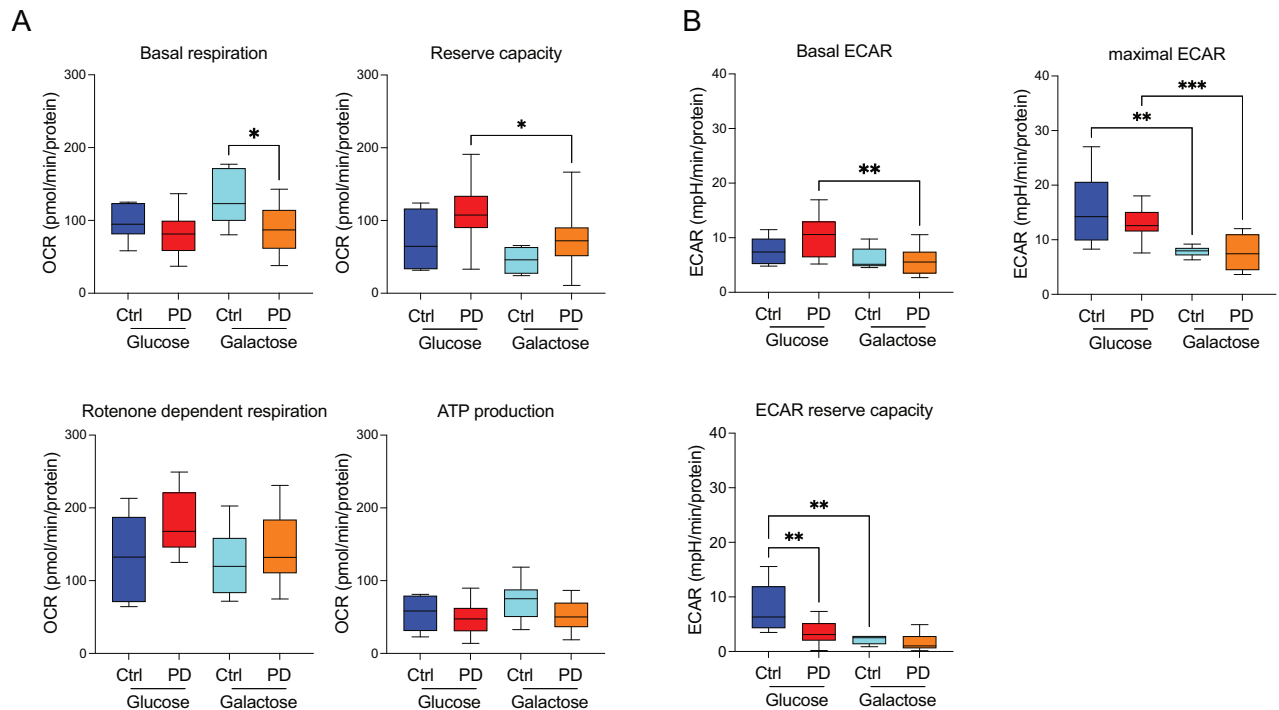 A
B
Basal respiration
OCR (pmol/min/protein)
300
200
100
0
*
Ctrl PD Ctrl PD
Glucose Galactose
Reserve capacity
OCR (pmol/min/protein)
300
200
100
0
*
Ctrl PD Ctrl PD
Glucose Galactose
Basal ECAR
ECAR (mpH/min/protein)
40
30
20
10
0
**
Ctrl PD Ctrl PD
Glucose Galactose
maximal ECAR
ECAR (mpH/min/protein)
40
30
20
10
0
***
**
Ctrl PD Ctrl PD
Glucose Galactose
Rotenone dependent respiration
OCR (pmol/min/protein)
300
200
100
0
Ctrl PD Ctrl PD
Glucose Galactose
ATP production
OCR (pmol/min/protein)
300
200
100
0
Ctrl PD Ctrl PD
Glucose Galactose
ECAR reserve capacity
ECAR (mpH/min/protein)
40
30
20
10
0
**
**
Ctrl PD Ctrl PD
Glucose Galactose